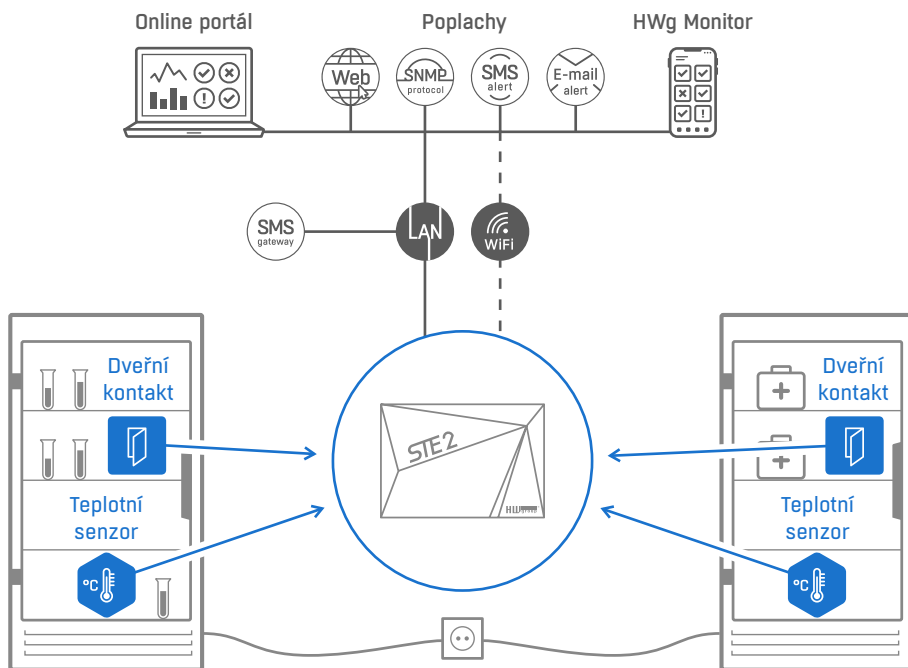 Online portál
Poplachy
HWg Monitor
Web
SNMP
protocol
SMS
alert
E-mail
alert
SMS
gateway
LAN
WiFi
Dveřní
kontakt
Teplotní
senzor
°C
STE2
Dveřní
kontakt
Teplotní
senzor
°C